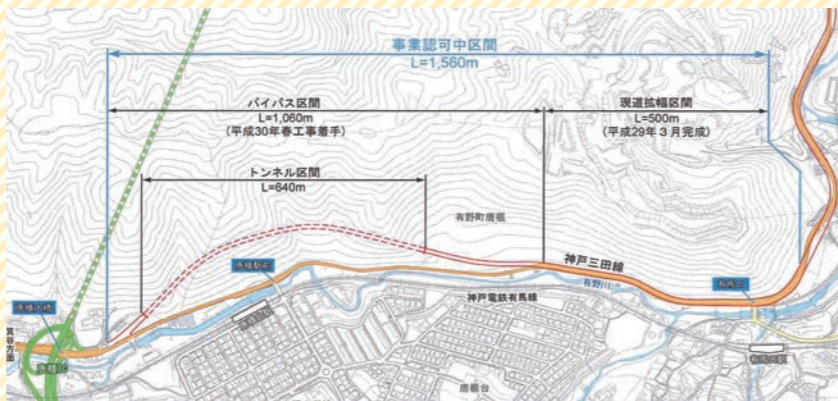 事業認可中区間
L=1,560m
バイパス区間
L=1,060m
（平成30年春工事着手）
現道拡幅区間
L=500m
（平成29年３月完成）
トンネル区間
L=640m
有野町唐櫃
神戸三田線
唐櫃駅前
有野川
神戸電鉄有馬線
唐櫃大橋
箕谷方面
唐櫃台